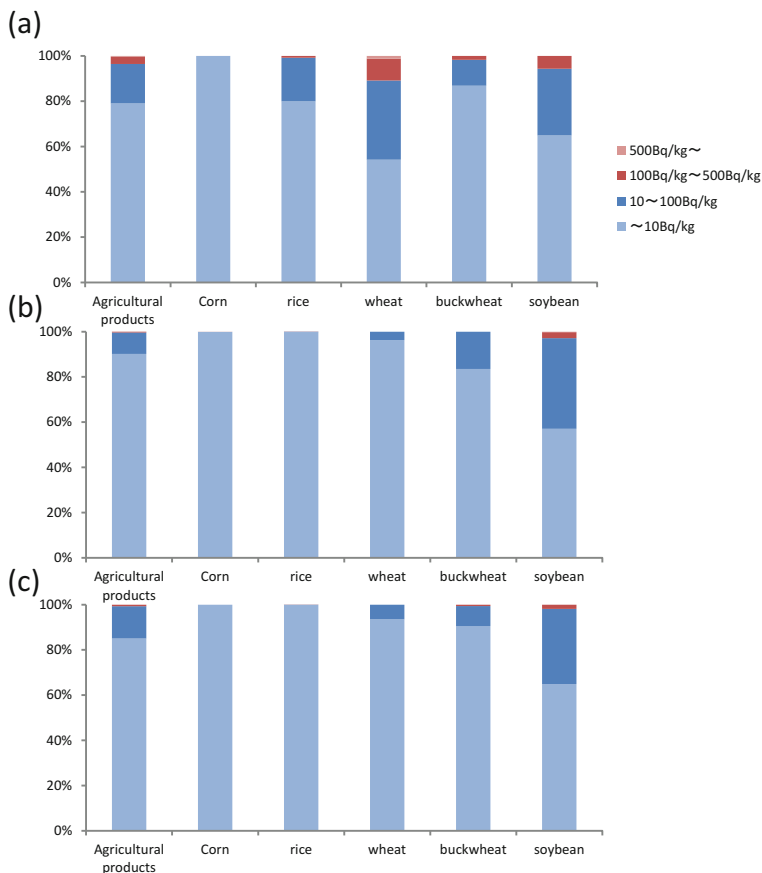 (a)
100%
80%
60%
40%
20%
0%
Agricultural products
Corn
rice
wheat
buckwheat
soybean
500Bq/kg～
100Bq/kg～500Bq/kg
10～100Bq/kg
～10Bq/kg
(b)
100%
80%
60%
40%
20%
0%
Agricultural products
Corn
rice
wheat
buckwheat
soybean
(c)
100%
80%
60%
40%
20%
0%
Agricultural products
Corn
rice
wheat
buckwheat
soybean